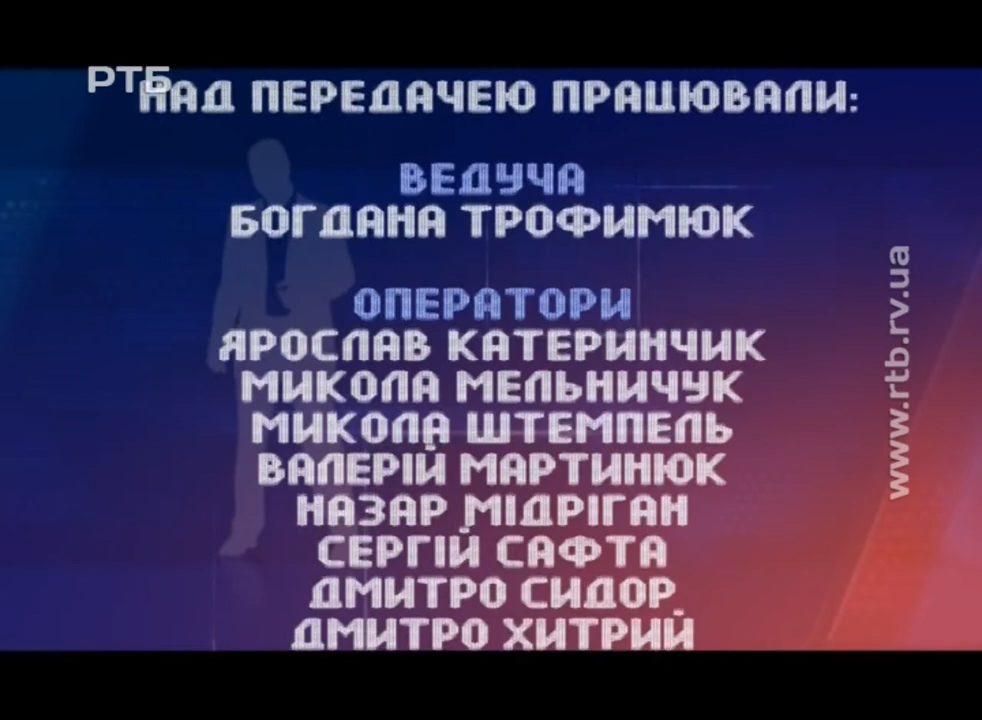 РТБ
НАД ПЕРЕДАЧЕЮ ПРАЦЮВАЛИ:
ВЕДУЧА
БОГДАНА ТРОФИМЮК
ОПЕРАТОРИ
ЯРОСЛАВ КАТЕРИНЧИК
МИКОЛА МЕЛЬНИЧУК
МИКОЛА ШТЕМПЕЛЬ
ВАЛЕРІЙ МАРТИНЮК
НАЗАР МІДРІГАН
СЕРГІЙ САФТА
ДМИТРО СИДОР
ДМИТРО ХИТРИЙ
www.rtb.rv.ua